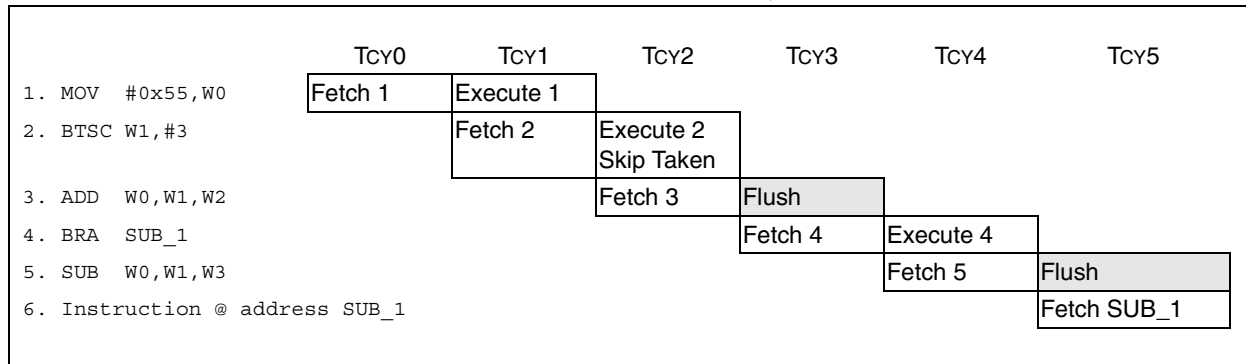 TCY0 TCY1 TCY2 TCY3 TCY4 TCY5
1. MOV #0x55,W0 Fetch 1 Execute 1
2. BTSC W1,#3 Fetch 2 Execute 2
Skip Taken
3. ADD W0,W1,W2 Fetch 3 Flush
4. BRA SUB_1 Fetch 4 Execute 4
5. SUB W0,W1,W3 Fetch 5 Flush
6. Instruction @ address SUB_1 Fetch SUB_1